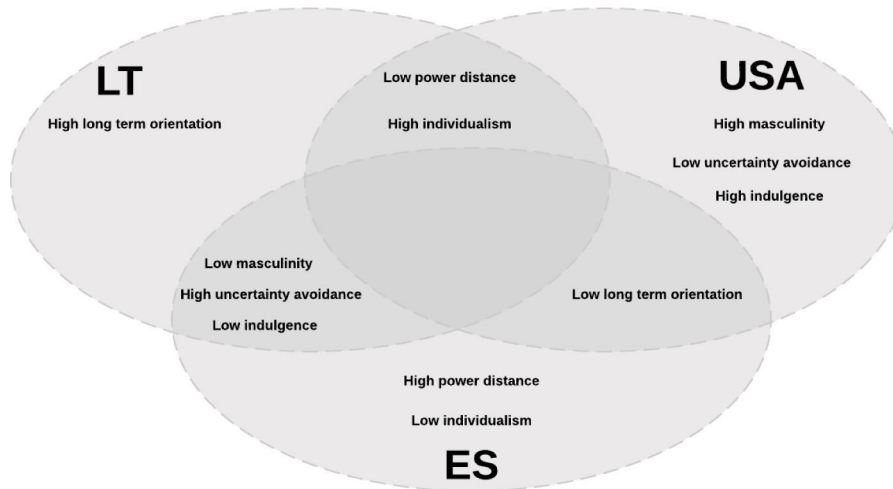 LT
High long term orientation
Low power distance
High individualism
USA
High masculinity
Low uncertainty avoidance
High indulgence
Low masculinity
High uncertainty avoidance
Low indulgence
Low long term orientation
High power distance
Low individualism
ES